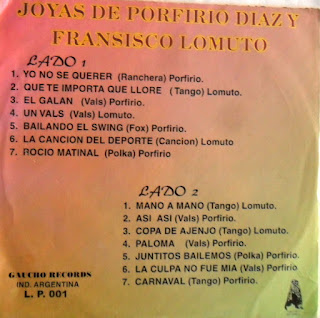 JOYAS DE PORFIRIO DIAZ Y
FRANSISCO LOMUTO
LADO 1
1. YO NO SE QUERER (Ranchera) Porfirio.
2. QUE TE IMPORTA QUE LLORE (Tango) Lomuto.
3. EL GALAN (Vals) Porfirio.
4. UN VALS (Vals) Lomuto.
5. BAILANDO EL SWING (Fox) Porfirio.
6. LA CANCION DEL DEPORTE (Cancion) Lomuto
7. ROCIO MATINAL (Polka) Porfirio
LADO 2
1. MANO A MANO (Tango) Lomuto.
2. ASI ASI (Vals) Porfirio.
3. COPA DE AJENJO (Tango) Lomuto.
4. PALOMA (Vals) Porfirio.
5. JUNTITOS BAILEMOS (Polka) Porfirio.
6. LA CULPA NO FUE MIA (Vals) Porfirio
7. CARNAVAL (Tango) Porfirio.
GAUCHO RECORDS
IND. ARGENTINA
L. P. 001